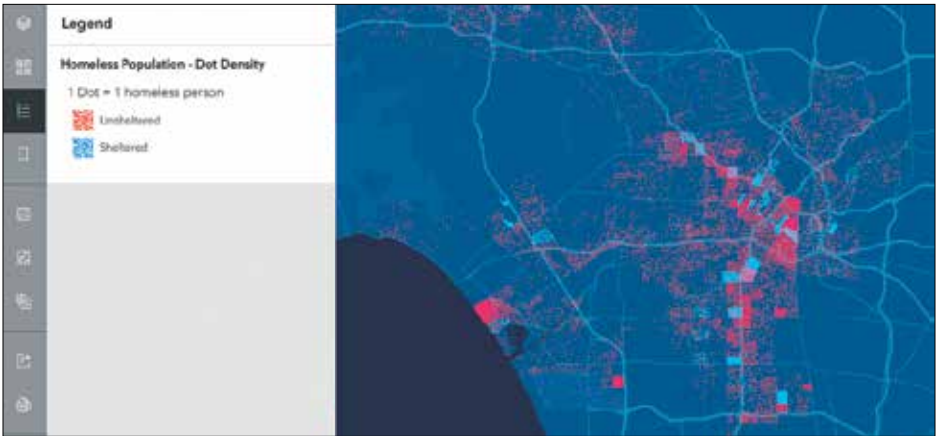 Legend
Homeless Population - Dot Density
1 Dot = 1 homeless person
Unsheltered
Sheltered